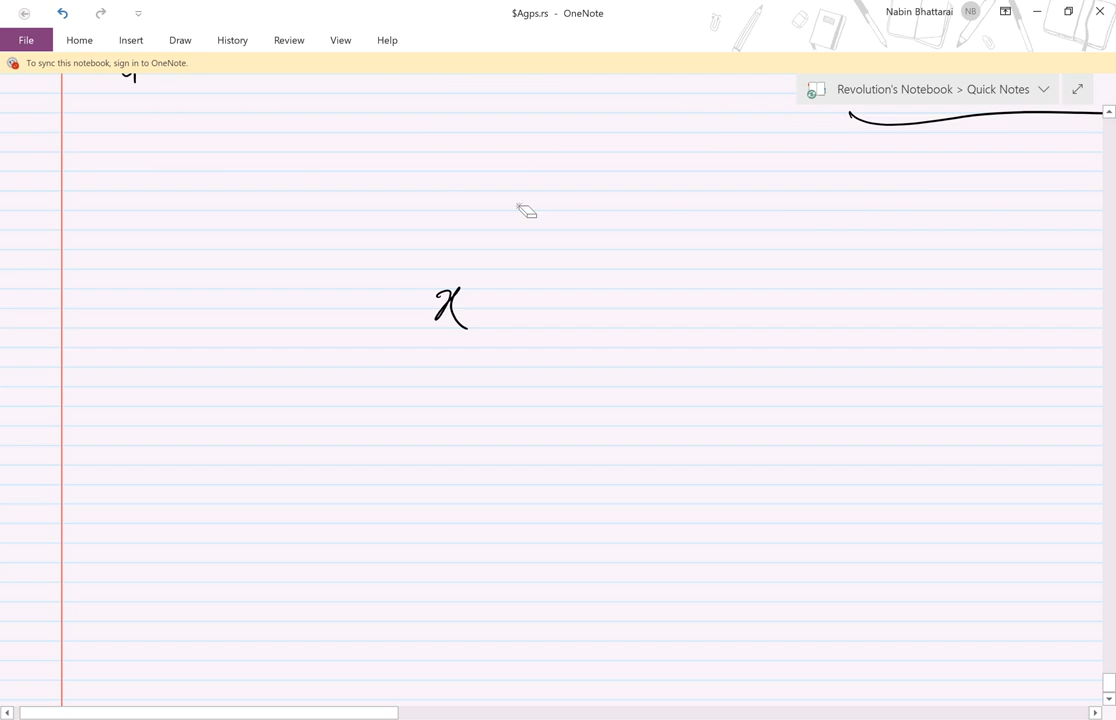 $Agps.rs - OneNote
Nabin Bhattarai NB
File Home Insert Draw History Review View Help
To sync this notebook, sign in to OneNote.
Revolution's Notebook > Quick Notes
x